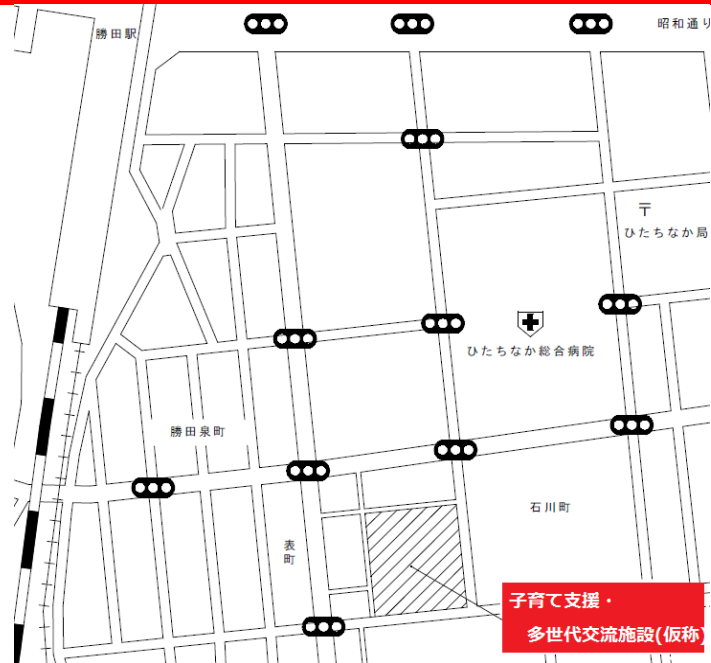 勝田駅
昭和通り
〒
ひたちなか局
ひたちなか総合病院
勝田泉町
石川町
表町
子育て支援・
多世代交流施設(仮称)